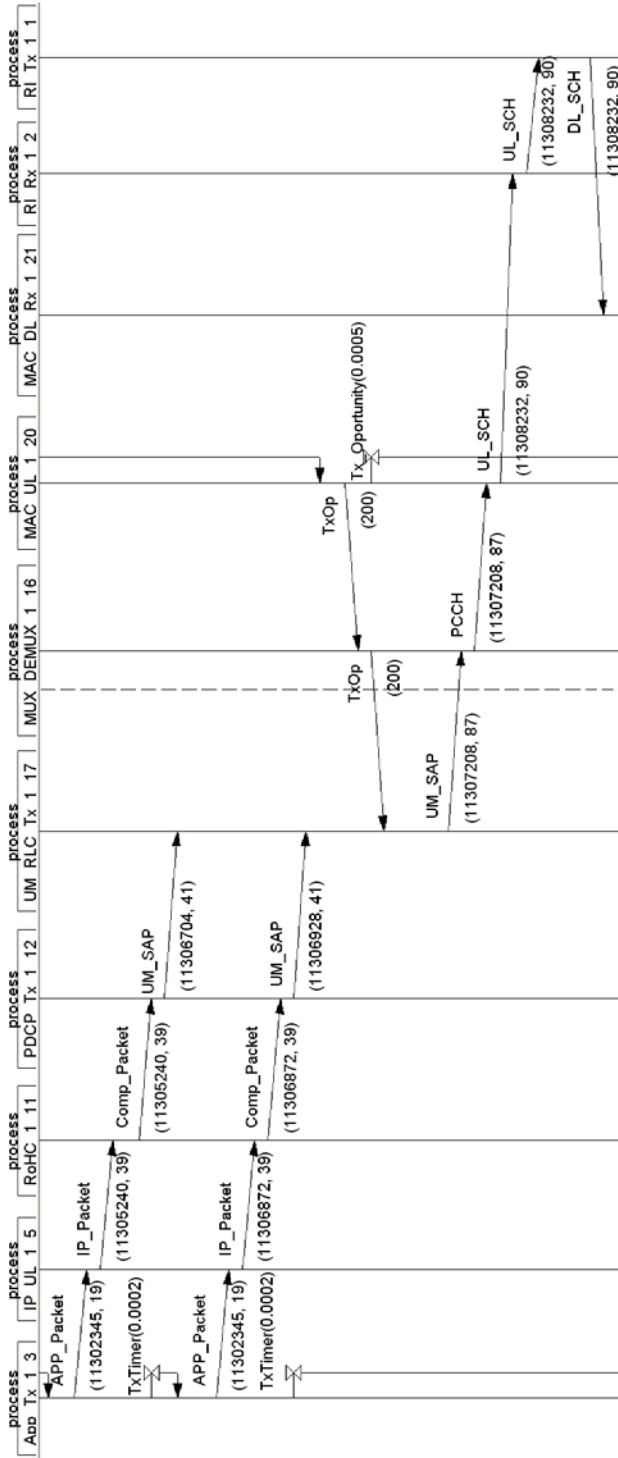 process
App Tx 1 3
process
IP UL 1 5
process
RoHC 1 11
process
PDCP Tx 1 12
process
UM RLC Tx 1 17
process
MUX DEMUX 1 16
process
MAC UL 1 20
process
MAC DL Rx 1 21
process
RI Rx 1 2
process
RI Tx 1 1
APP_Packet
(11302345, 19)
IP_Packet
(11305240, 39)
TxTimer(0.0002)
Comp_Packet
(11305240, 39)
UM_SAP
(11306704, 41)
APP_Packet
(11302345, 19)
IP_Packet
(11306872, 39)
TxTimer(0.0002)
Comp_Packet
(11306872, 39)
UM_SAP
(11306928, 41)
TxOp
(200)
Tx_Oportunity(0.0005)
TxOp
(200)
UM_SAP
(11307208, 87)
PCCH
(11307208, 87)
UL_SCH
(11308232, 90)
UL_SCH
(11308232, 90)
DL_SCH
(11308232, 90)